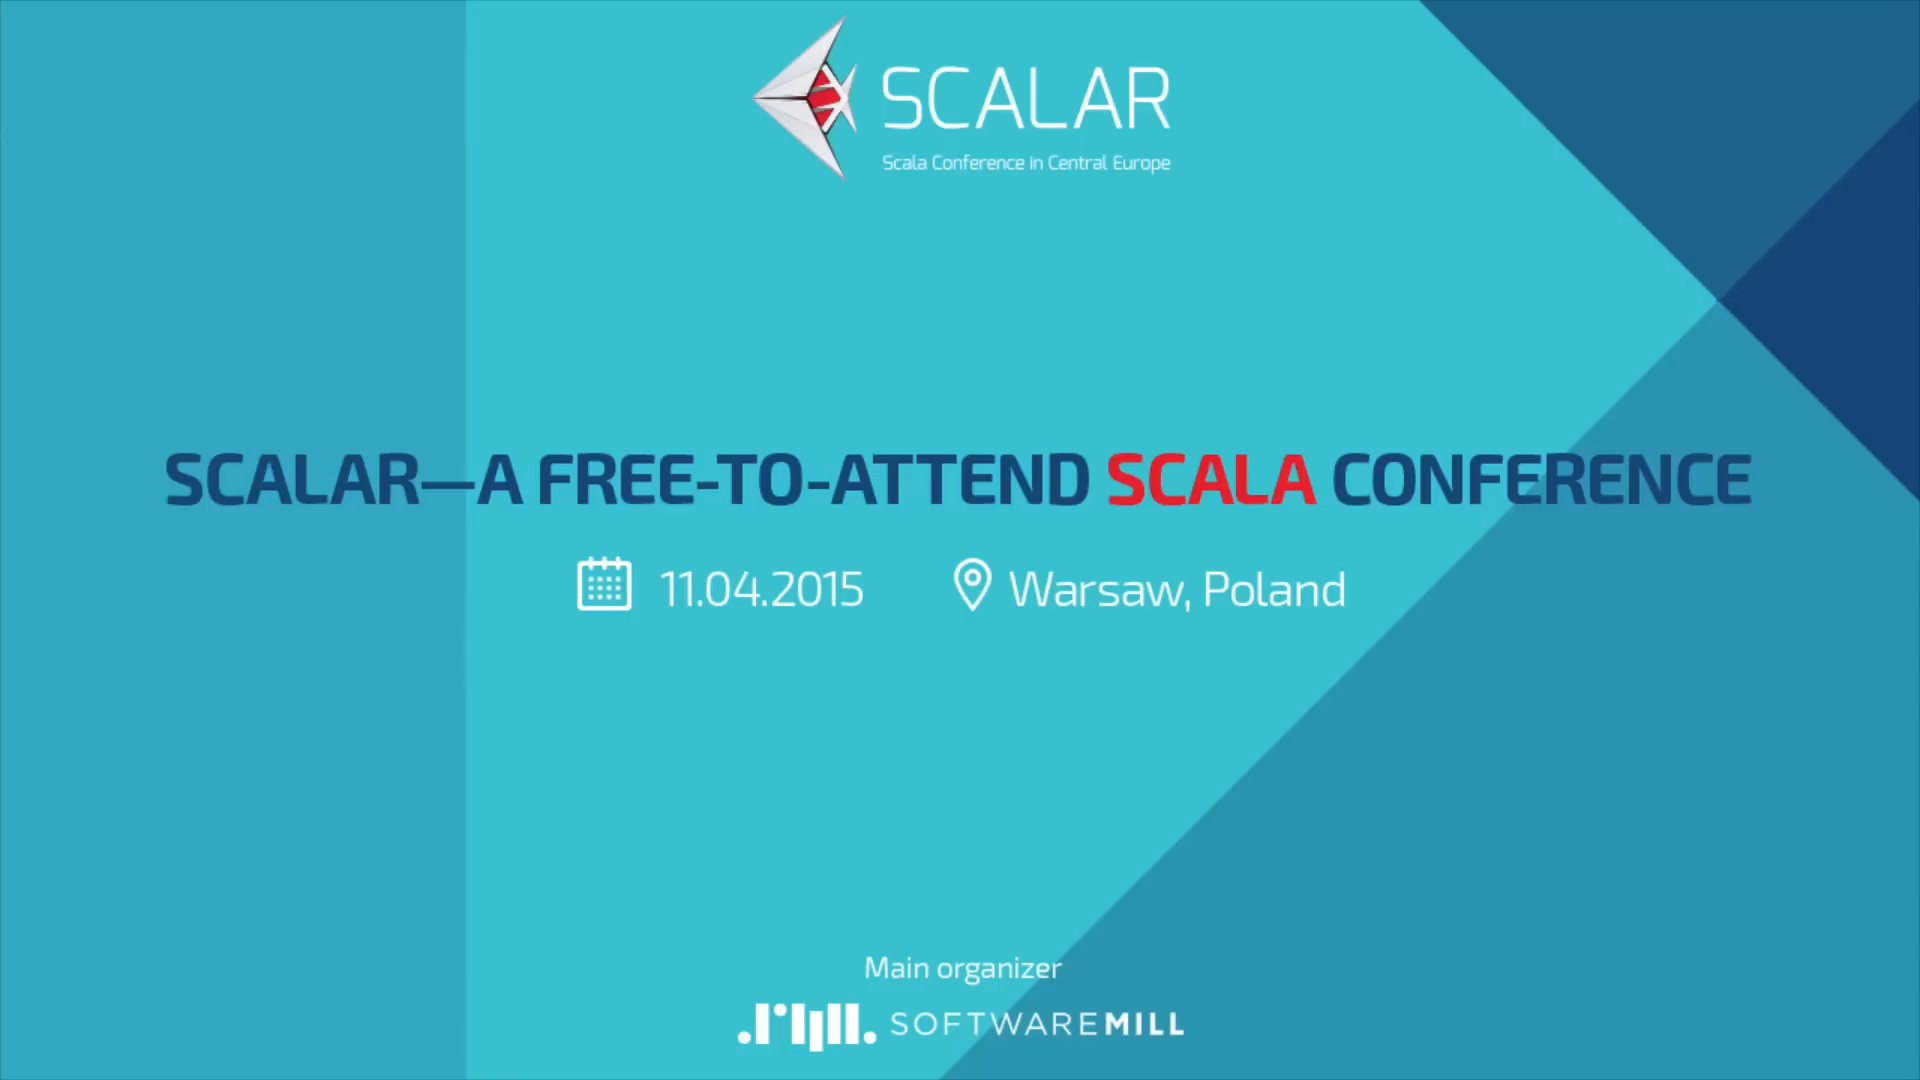 SCALAR
Scala Conference in Central Europe
SCALAR—A FREE-TO-ATTEND SCALA CONFERENCE
11.04.2015 Warsaw, Poland
Main organizer
SOFTWAREMILL